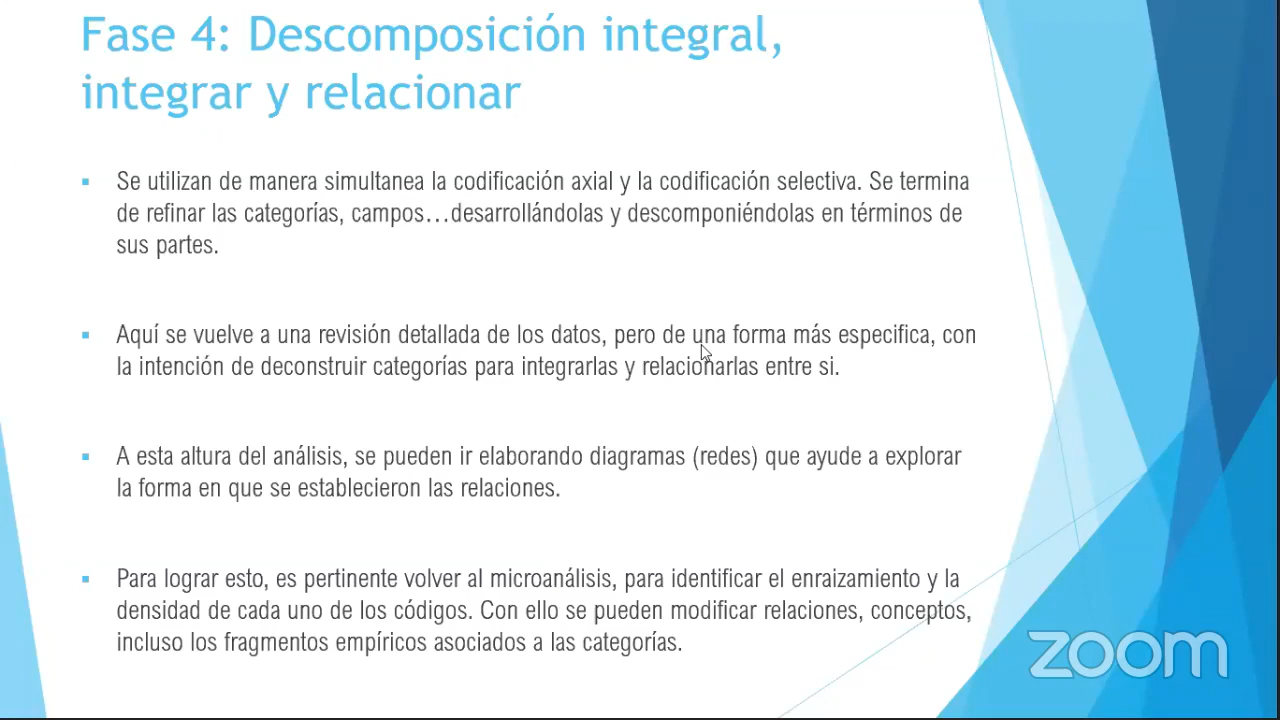 Fase 4: Descomposición integral,
integrar y relacionar
Se utilizan de manera simultanea la codificación axial y la codificación selectiva. Se termina
de refinar las categorías, campos…desarrollándolas y descomponiéndolas en términos de
sus partes.
Aquí se vuelve a una revisión detallada de los datos, pero de una forma más especifica, con
la intención de deconstruir categorías para integrarlas y relacionarlas entre si.
A esta altura del análisis, se pueden ir elaborando diagramas (redes) que ayude a explorar
la forma en que se establecieron las relaciones.
Para lograr esto, es pertinente volver al microanálisis, para identificar el enraizamiento y la
densidad de cada uno de los códigos. Con ello se pueden modificar relaciones, conceptos,
incluso los fragmentos empíricos asociados a las categorías.
zoom